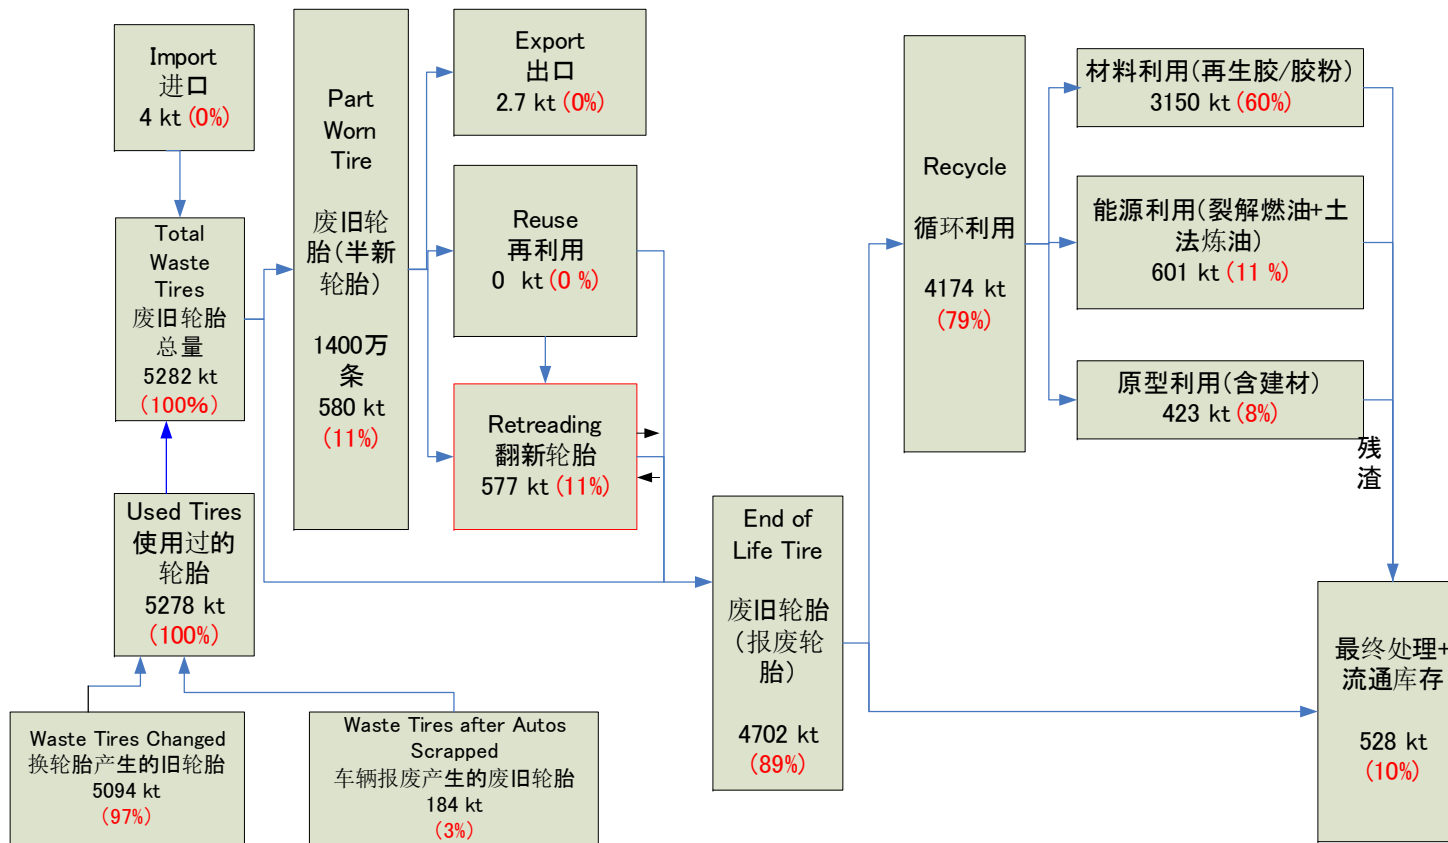 Import
进口
4 kt (0%)
Total
Waste
Tires
废旧轮胎
总量
5282 kt
(100%)
Used Tires
使用过的
轮胎
5278 kt
(100%)
Waste Tires Changed
换轮胎产生的旧轮胎
5094 kt
(97%)
Waste Tires after Autos
Scrapped
车辆报废产生的废旧轮胎
184 kt
(3%)
Part
Worn
Tire
废旧轮
胎(半新
轮胎)
1400万
条
580 kt
(11%)
Export
出口
2.7 kt (0%)
Reuse
再利用
0 kt (0 %)
Retreading
翻新轮胎
577 kt (11%)
End of
Life Tire
废旧轮胎
(报废轮
胎)
4702 kt
(89%)
Recycle
循环利用
4174 kt
(79%)
材料利用(再生胶/胶粉)
3150 kt (60%)
能源利用(裂解燃油+土
法炼油)
601 kt (11 %)
原型利用(含建材)
423 kt (8%)
残
渣
最终处理+
流通库存
528 kt
(10%)